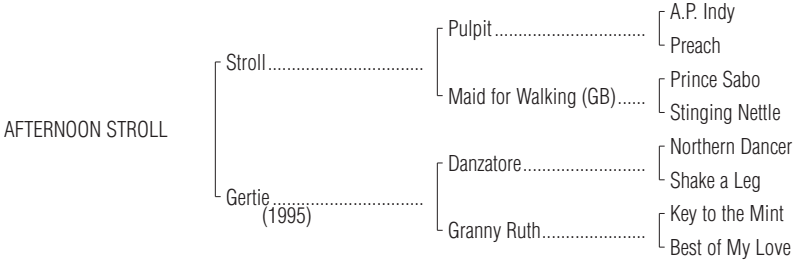 A.P. Indy
Pulpit................................
Preach
Stroll.................................
Prince Sabo
Maid for Walking (GB)......
Stinging Nettle
AFTERNOON STROLL
Northern Dancer
Danzatore..........................
Shake a Leg
Gertie................................
(1995)
Key to the Mint
Granny Ruth......................
Best of My Love